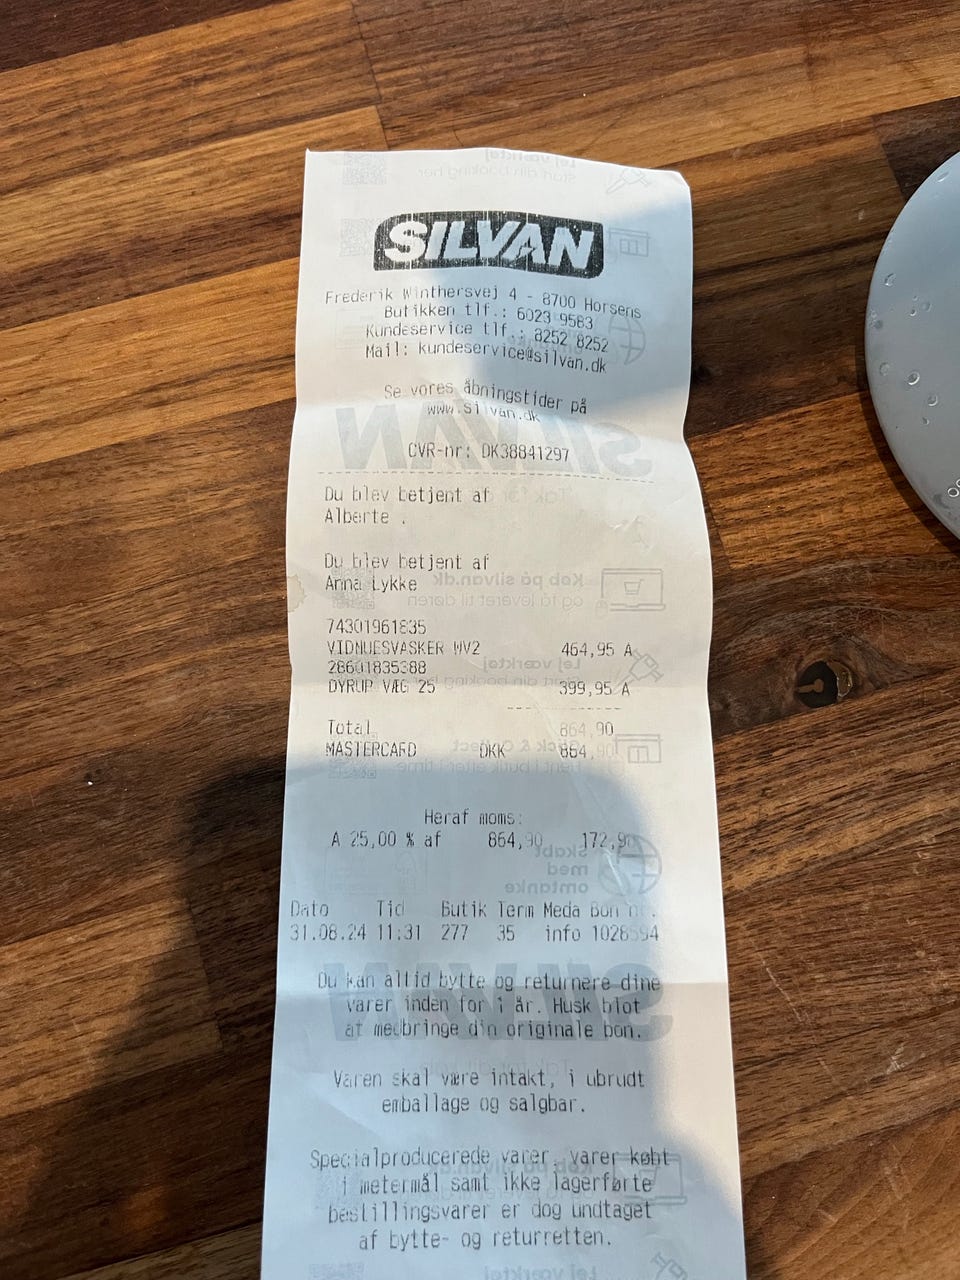 SILVAN
Frederik Winthersvej 4 - 8700 Horsens
Butikken tlf.: 6023 9583
Kundeservice tlf.: 8252 8252
Mail: kundeservice@silvan.dk
Se vores åbningstider på
www.silvan.dk
CVR-nr: DK38841297
Du blev betjent af
Alberte .
Du blev betjent af
Anna Lykke
74301961835
VIDNUESVASKER WV2 464,95 A
28601835388
DYRUP VÆG 25 399,95 A
Total 864,90
MASTERCARD DKK 864,90
Heraf moms:
A 25,00 % af 864,90 172,98
Dato Tid Butik Term Meda Bon nr.
31.08.24 11:31 277 35 info 1028594
Du kan altid bytte og returnere dine
varer inden for 1 år. Husk blot
at medbringe din originale bon.
Varen skal være intakt, i ubrudt
emballage og salgbar.
Specialproducerede varer, varer købt
i metermål samt ikke lagerførte
bestillingsvarer er dog undtaget
af bytte- og returretten.